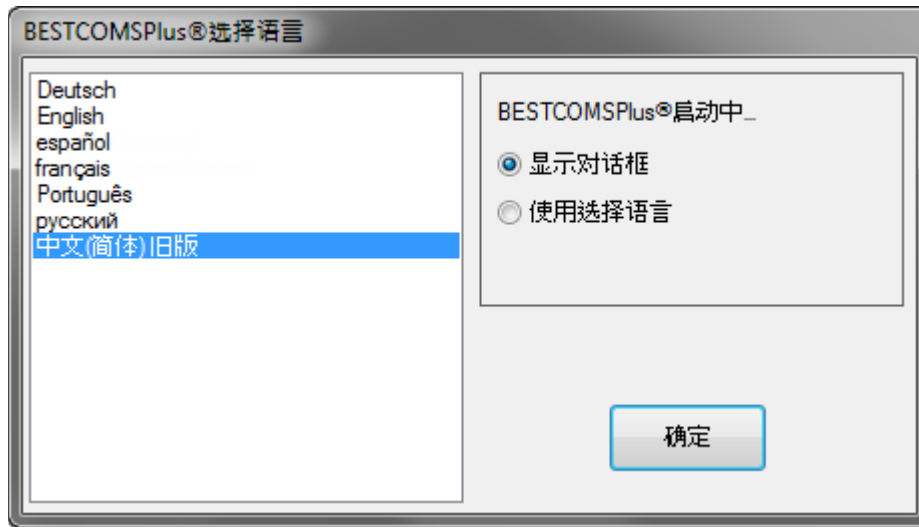 BESTCOMSPlus®选择语言
Deutsch
English
español
français
Português
русский
中文(简体)旧版
BESTCOMSPlus®启动中...
显示对话框
使用选择语言
确定